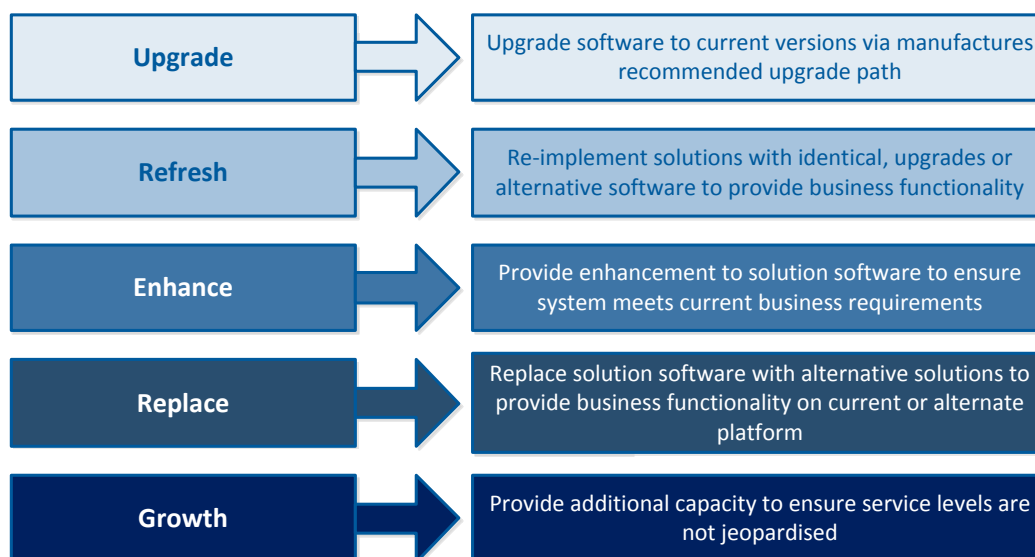 Upgrade
Upgrade software to current versions via manufactures
recommended upgrade path
Refresh
Re-implement solutions with identical, upgrades or
alternative software to provide business functionality
Enhance
Provide enhancement to solution software to ensure
system meets current business requirements
Replace
Replace solution software with alternative solutions to
provide business functionality on current or alternate
platform
Growth
Provide additional capacity to ensure service levels are
not jeopardised